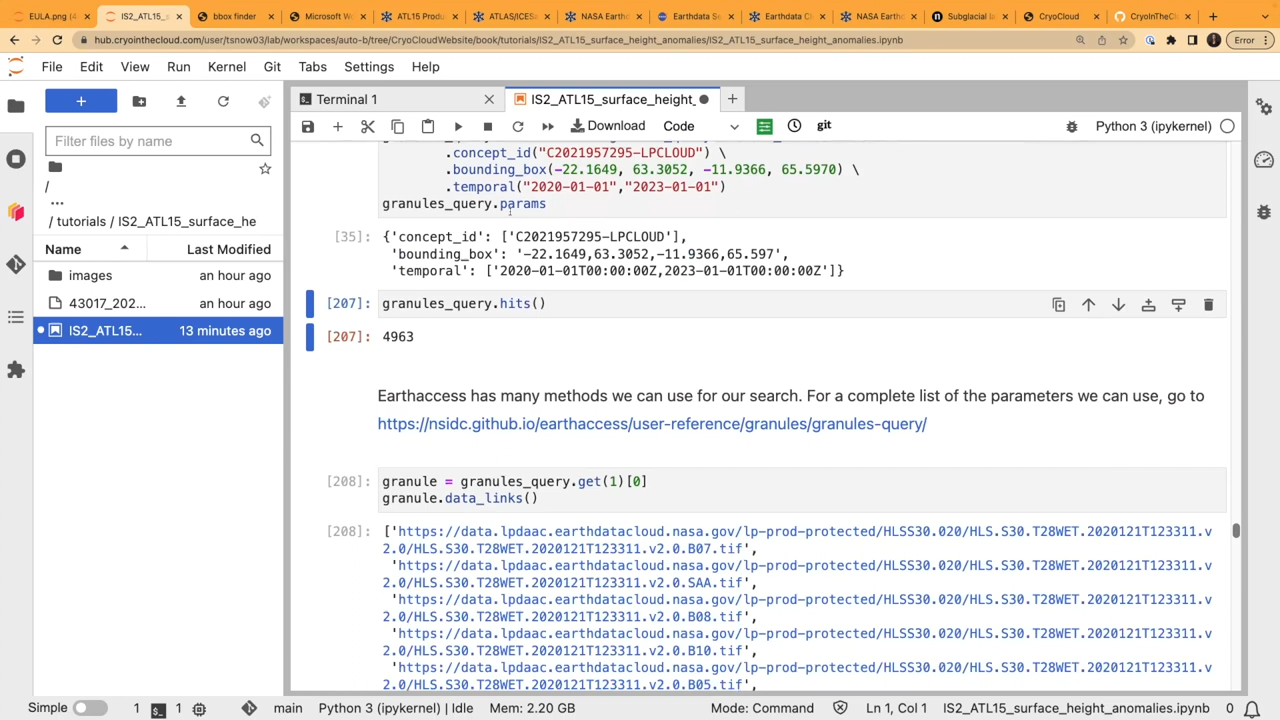 EULA.png (4
IS2_ATL15_s
bbox finder
Microsoft W
ATL15 Produ
ATLAS/ICES
NASA Earth
Earthdata Se
Earthdata C
NASA Earth
Subglacial la
CryoCloud
CryoInTheCl
hub.cryointhecloud.com/user/tsnow03/lab/workspaces/auto-b/tree/CryoCloudWebsite/book/tutorials/IS2_ATL15_surface_height_anomalies/IS2_ATL15_surface_height_anomalies.ipynb
Error
File Edit View Run Kernel Git Tabs Settings Help
Terminal 1
IS2_ATL15_surface_height_
Download
Code
git
Python 3 (ipykernel)
Filter files by name
/
...
/ tutorials / IS2_ATL15_surface_he
Name Last Modified
images an hour ago
43017_202... an hour ago
IS2_ATL15... 13 minutes ago
.concept_id("C2021957295-LPCLOUD") \
.bounding_box(-22.1649, 63.3052, -11.9366, 65.5970) \
.temporal("2020-01-01","2023-01-01")
granules_query.params
[35]: {'concept_id': ['C2021957295-LPCLOUD'],
'bounding_box': '-22.1649,63.3052,-11.9366,65.597',
'temporal': ['2020-01-01T00:00:00Z,2023-01-01T00:00:00Z']}
[207]: granules_query.hits()
[207]: 4963
Earthaccess has many methods we can use for our search. For a complete list of the parameters we can use, go to
https://nsidc.github.io/earthaccess/user-reference/granules/granules-query/
[208]: granule = granules_query.get(1)[0]
granule.data_links()
[208]: ['https://data.lpdaac.earthdatacloud.nasa.gov/lp-prod-protected/HLSS30.020/HLS.S30.T28WET.2020121T123311.v
2.0/HLS.S30.T28WET.2020121T123311.v2.0.B07.tif',
'https://data.lpdaac.earthdatacloud.nasa.gov/lp-prod-protected/HLSS30.020/HLS.S30.T28WET.2020121T123311.v
2.0/HLS.S30.T28WET.2020121T123311.v2.0.SAA.tif',
'https://data.lpdaac.earthdatacloud.nasa.gov/lp-prod-protected/HLSS30.020/HLS.S30.T28WET.2020121T123311.v
2.0/HLS.S30.T28WET.2020121T123311.v2.0.B08.tif',
'https://data.lpdaac.earthdatacloud.nasa.gov/lp-prod-protected/HLSS30.020/HLS.S30.T28WET.2020121T123311.v
2.0/HLS.S30.T28WET.2020121T123311.v2.0.B10.tif',
'https://data.lpdaac.earthdatacloud.nasa.gov/lp-prod-protected/HLSS30.020/HLS.S30.T28WET.2020121T123311.v
2.0/HLS.S30.T28WET.2020121T123311.v2.0.B05.tif',
Simple 1 1 main Python 3 (ipykernel) | Idle Mem: 2.20 GB Mode: Command Ln 1, Col 1 IS2_ATL15_surface_height_anomalies.ipynb 0